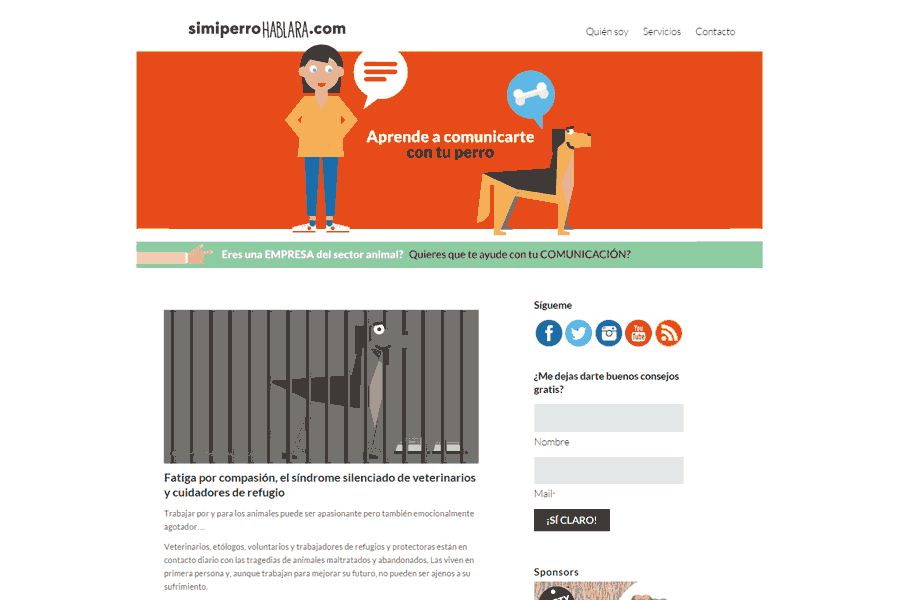 simiperroHABLARA.com
Quién soy Servicios Contacto
Aprende a comunicarte
con tu perro
Eres una EMPRESA del sector animal? Quieres que te ayude con tu COMUNICACIÓN?
Fatiga por compasión, el síndrome silenciado de veterinarios
y cuidadores de refugio
Trabajar por y para los animales puede ser apasionante pero también emocionalmente
agotador…
Veterinarios, etólogos, voluntarios y trabajadores de refugios y protectoras están en
contacto diario con las tragedias de animales maltratados y abandonados. Las viven en
primera persona y, aunque trabajan para mejorar su futuro, no pueden ser ajenos a su
sufrimiento.
Sígueme
You
Tube
¿Me dejas darte buenos consejos
gratis?
Nombre
Mail*
¡SÍ CLARO!
Sponsors